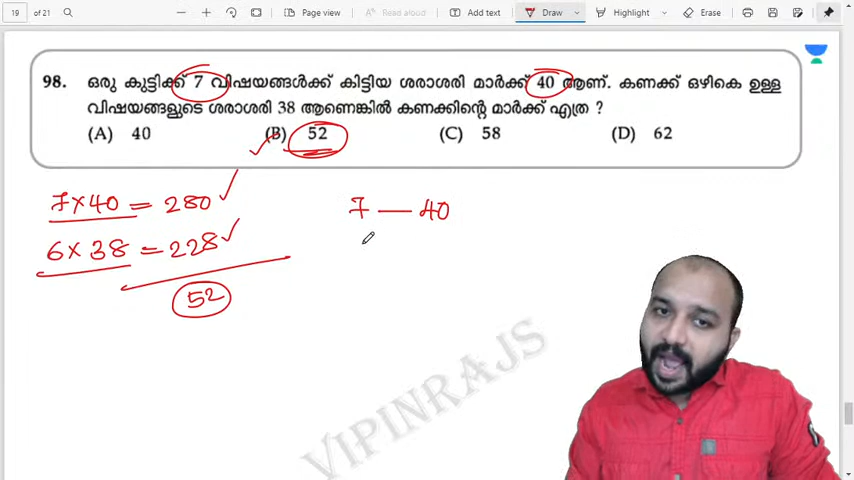 19 of 21
Page view
Read aloud
Add text
Draw
Highlight
Erase
98. ഒരു കുട്ടിക്ക് 7 വിഷയങ്ങൾക്ക് കിട്ടിയ ശരാശരി മാർക്ക് 40 ആണ്. കണക്ക് ഒഴികെ ഉള്ള
വിഷയങ്ങളുടെ ശരാശരി 38 ആണെങ്കിൽ കണക്കിന്റെ മാർക്ക് എത്ര ?
(A) 40 (B) 52 (C) 58 (D) 62
7×40 = 280
7 — 40
6×38 = 228
52
VIPINRAJS